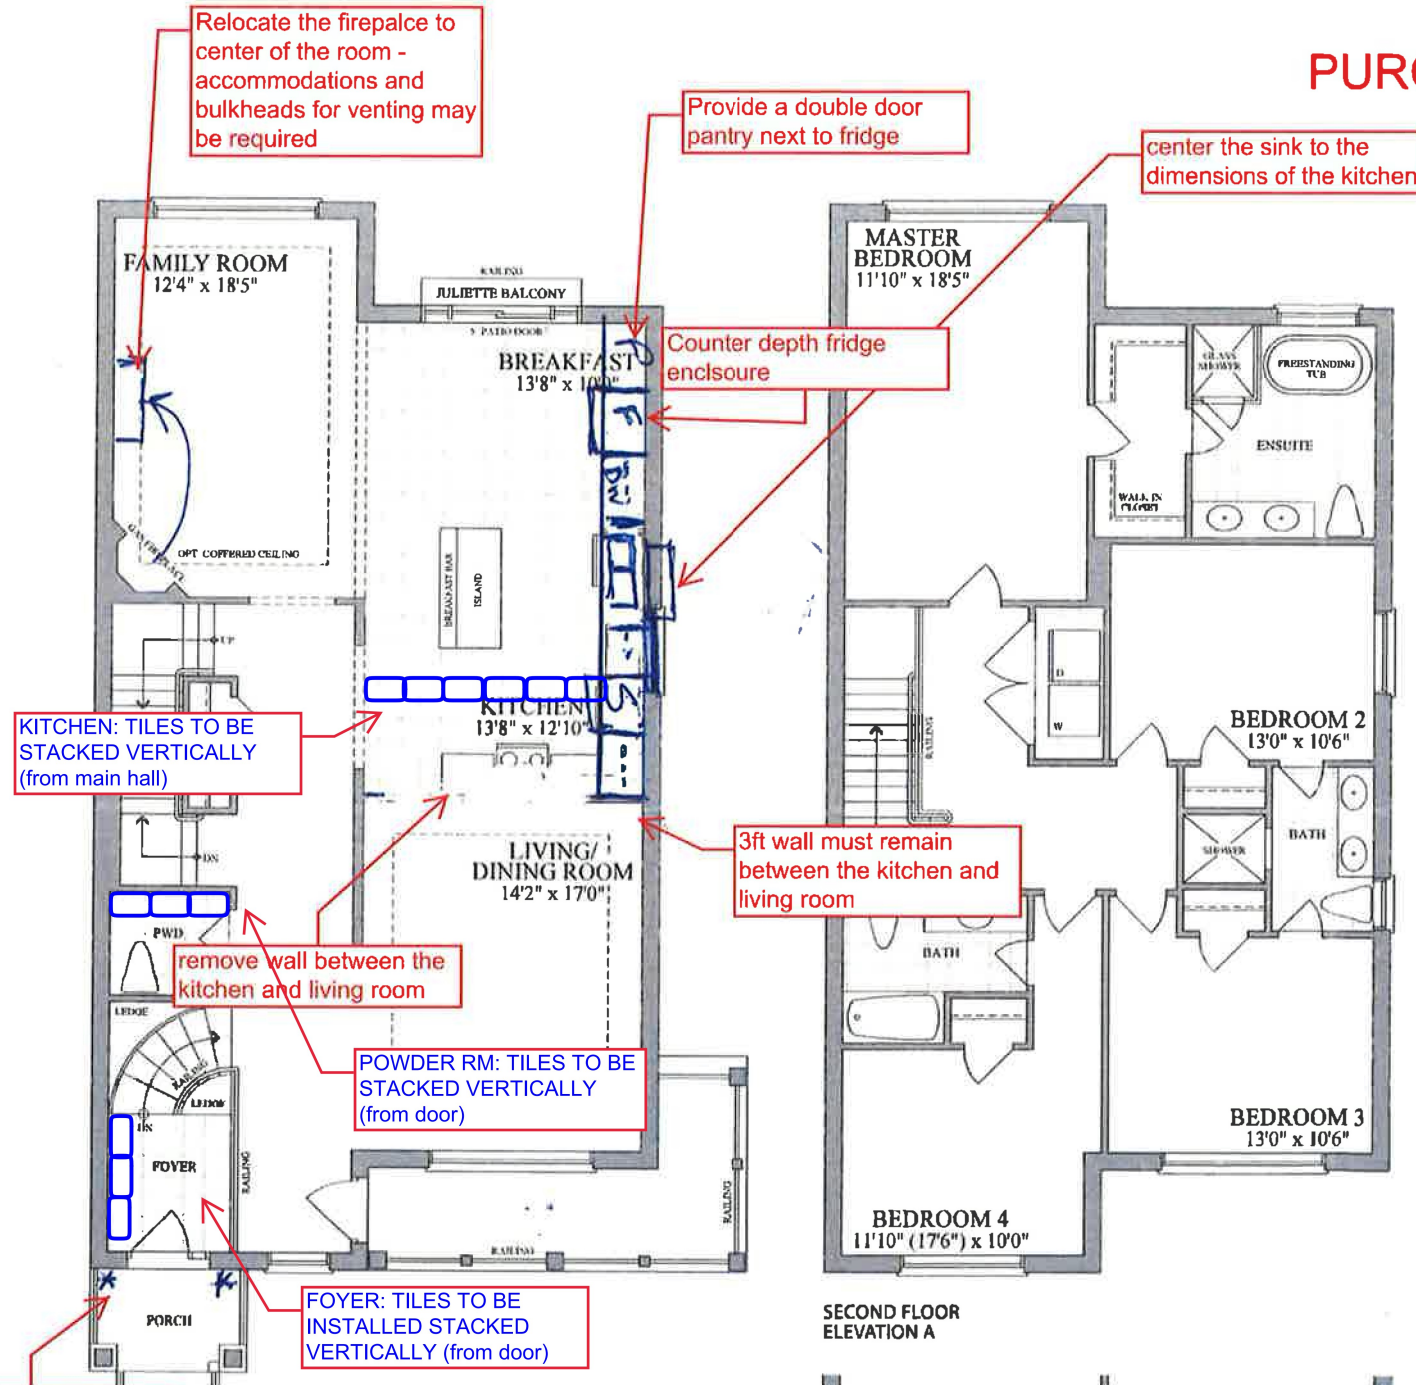 Relocate the firepalce to
center of the room -
accommodations and
bulkheads for venting may
be required
Provide a double door
pantry next to fridge
center the sink to the
dimensions of the kitchen
FAMILY ROOM
12'4" x 18'5"
RAILING
JULIETTE BALCONY
5' PATIO DOOR
BREAKFAST
13'8" x 10'0"
P
Counter depth fridge
enclsoure
F
DW
GAS FIREPLACE
OPT COFFERED CEILING
BREAKFAST BAR
ISLAND
UP
KITCHEN
13'8" x 12'10"
S
KITCHEN: TILES TO BE
STACKED VERTICALLY
(from main hall)
DN
LIVING/
DINING ROOM
14'2" x 17'0"
3ft wall must remain
between the kitchen and
living room
PWD
remove wall between the
kitchen and living room
LEDGE
RAILING
LEDGE
POWDER RM: TILES TO BE
STACKED VERTICALLY
(from door)
DN
FOYER
RAILING
RAILING
RAILING
FOYER: TILES TO BE
INSTALLED STACKED
VERTICALLY (from door)
PORCH
MASTER
BEDROOM
11'10" x 18'5"
GLASS
SHOWER
FREESTANDING
TUB
ENSUITE
WALK IN
CLOSET
D
W
RAILING
BEDROOM 2
13'0" x 10'6"
SHOWER
BATH
BATH
BEDROOM 3
13'0" x 10'6"
BEDROOM 4
11'10" (17'6") x 10'0"
SECOND FLOOR
ELEVATION A